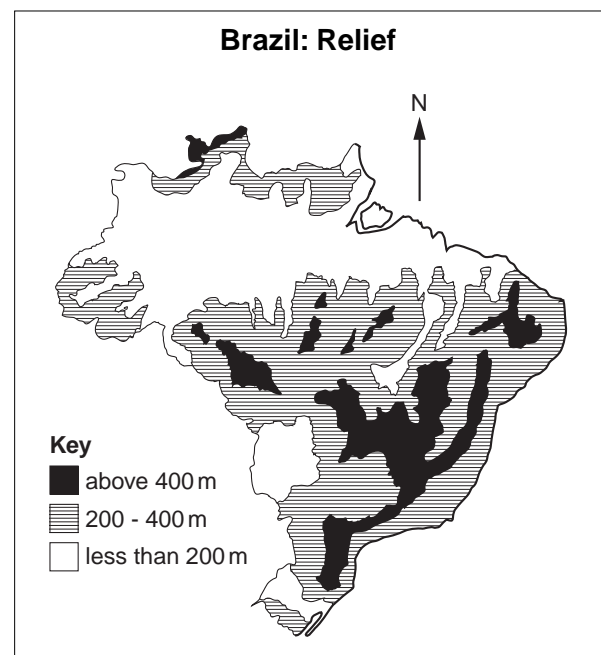 Brazil: Relief
N
Key
above 400 m
200 - 400 m
less than 200 m